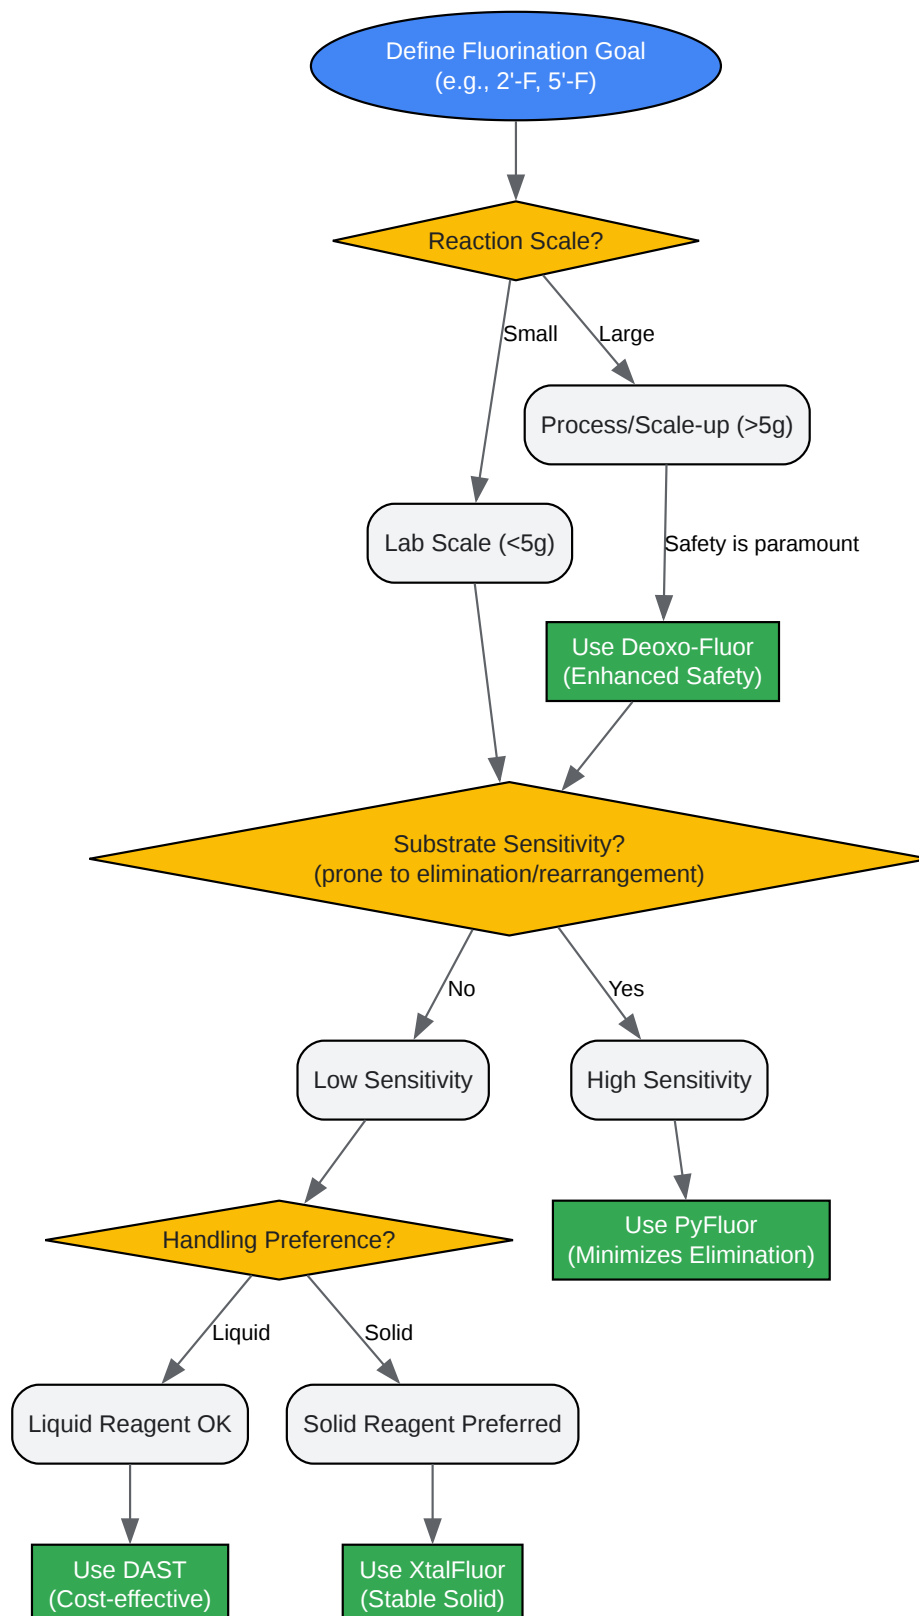 Define Fluorination Goal
(e.g., 2'-F, 5'-F)
Reaction Scale?
Small
Large
Process/Scale-up (>5g)
Lab Scale (<5g)
Safety is paramount
Use Deoxo-Fluor
(Enhanced Safety)
Substrate Sensitivity?
(prone to elimination/rearrangement)
No
Yes
Low Sensitivity
High Sensitivity
Use PyFluor
(Minimizes Elimination)
Handling Preference?
Liquid
Solid
Liquid Reagent OK
Solid Reagent Preferred
Use DAST
(Cost-effective)
Use XtalFluor
(Stable Solid)